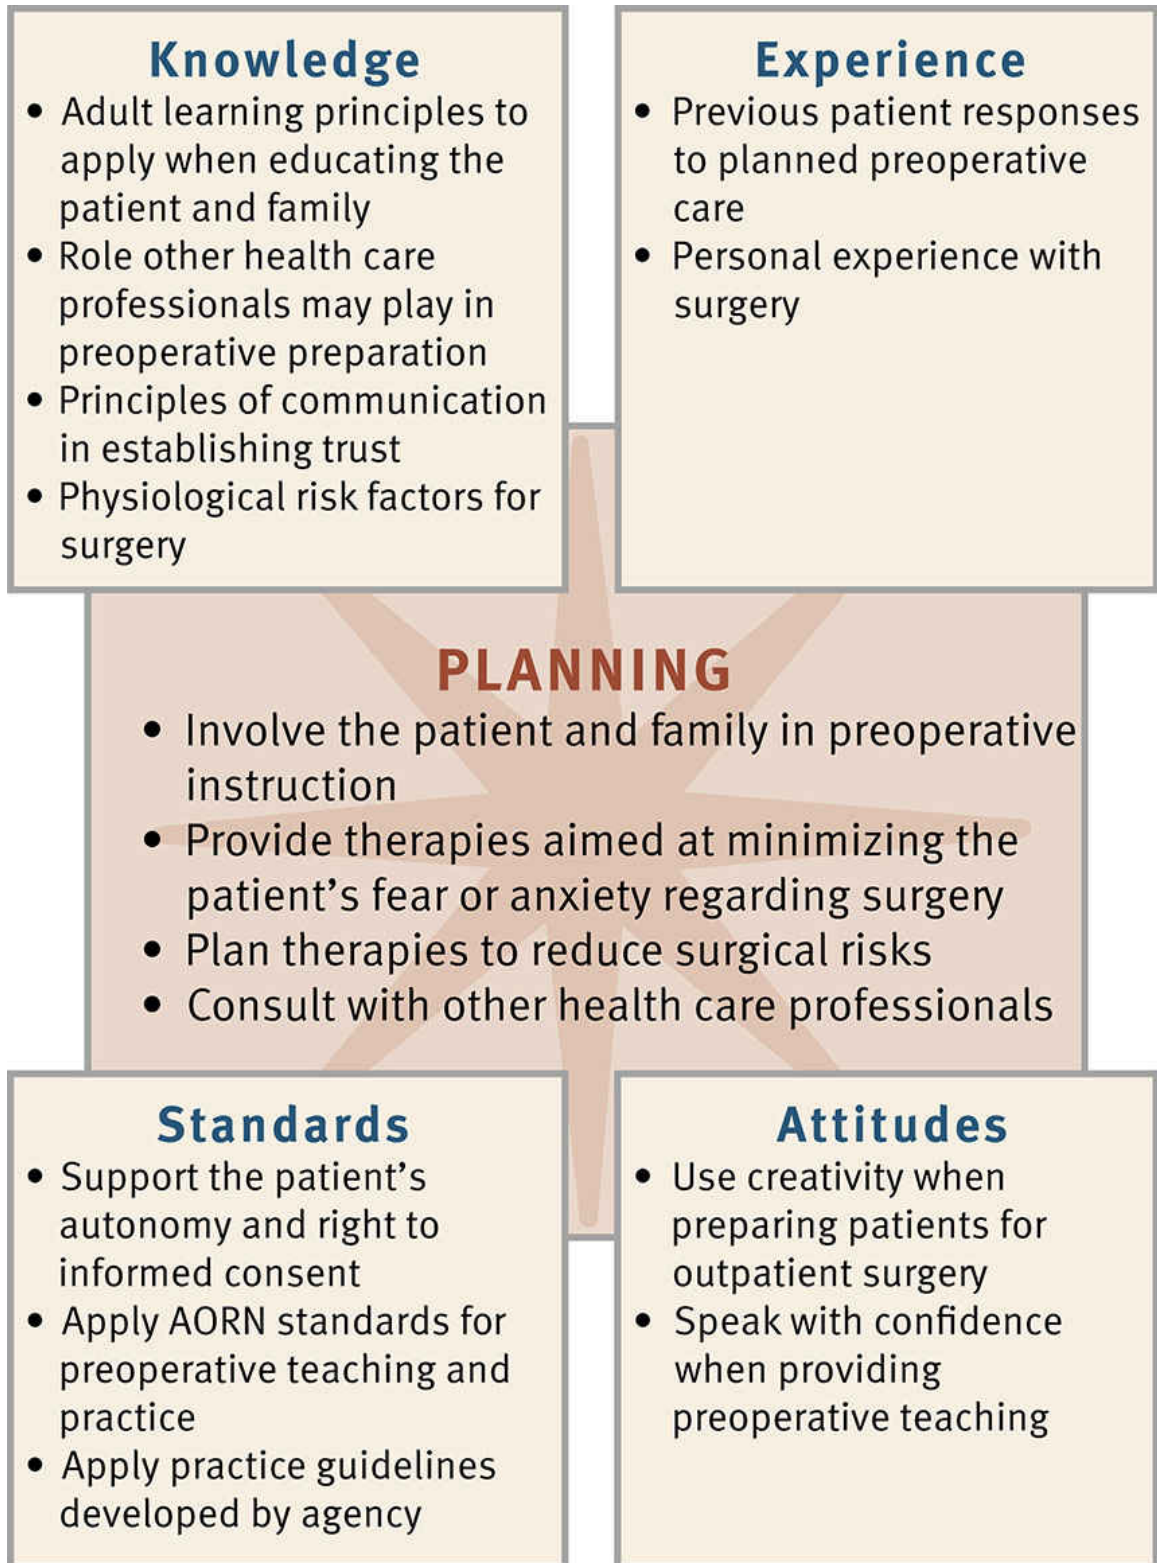 Knowledge
• Adult learning principles to
apply when educating the
patient and family
• Role other health care
professionals may play in
preoperative preparation
• Principles of communication
in establishing trust
• Physiological risk factors for
surgery
Experience
• Previous patient responses
to planned preoperative
care
• Personal experience with
surgery
PLANNING
• Involve the patient and family in preoperative
instruction
• Provide therapies aimed at minimizing the
patient’s fear or anxiety regarding surgery
• Plan therapies to reduce surgical risks
• Consult with other health care professionals
Standards
• Support the patient’s
autonomy and right to
informed consent
• Apply AORN standards for
preoperative teaching and
practice
• Apply practice guidelines
developed by agency
Attitudes
• Use creativity when
preparing patients for
outpatient surgery
• Speak with confidence
when providing
preoperative teaching